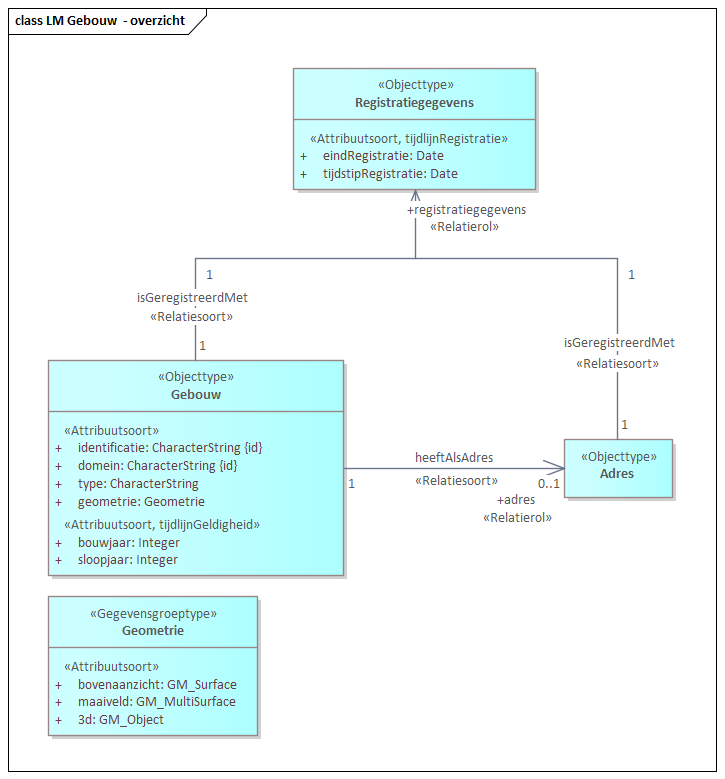 class LM Gebouw - overzicht
«Objecttype»
Registratiegegevens
«Attribuutsoort, tijdlijnRegistratie»
+ eindRegistratie: Date
+ tijdstipRegistratie: Date
+registratiegegevens
«Relatierol»
1
1
isGeregistreerdMet
«Relatiesoort»
1
isGeregistreerdMet
«Relatiesoort»
1
«Objecttype»
Gebouw
«Attribuutsoort»
+ identificatie: CharacterString {id}
+ domein: CharacterString {id}
+ type: CharacterString
+ geometrie: Geometrie
«Attribuutsoort, tijdlijnGeldigheid»
+ bouwjaar: Integer
+ sloopjaar: Integer
heeftAlsAdres
1
«Relatiesoort»
0..1
+adres
«Relatierol»
«Objecttype»
Adres
«Gegevensgroeptype»
Geometrie
«Attribuutsoort»
+ bovenaanzicht: GM_Surface
+ maaiveld: GM_MultiSurface
+ 3d: GM_Object